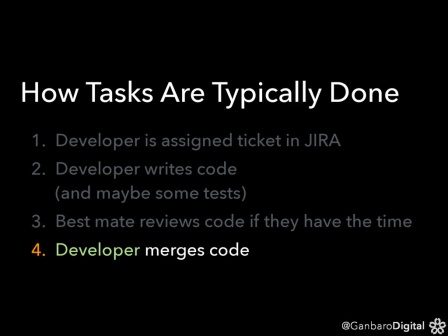 How Tasks Are Typically Done
1. Developer is assigned ticket in JIRA
2. Developer writes code
(and maybe some tests)
3. Best mate reviews code if they have the time
4. Developer merges code
@GanbaroDigital